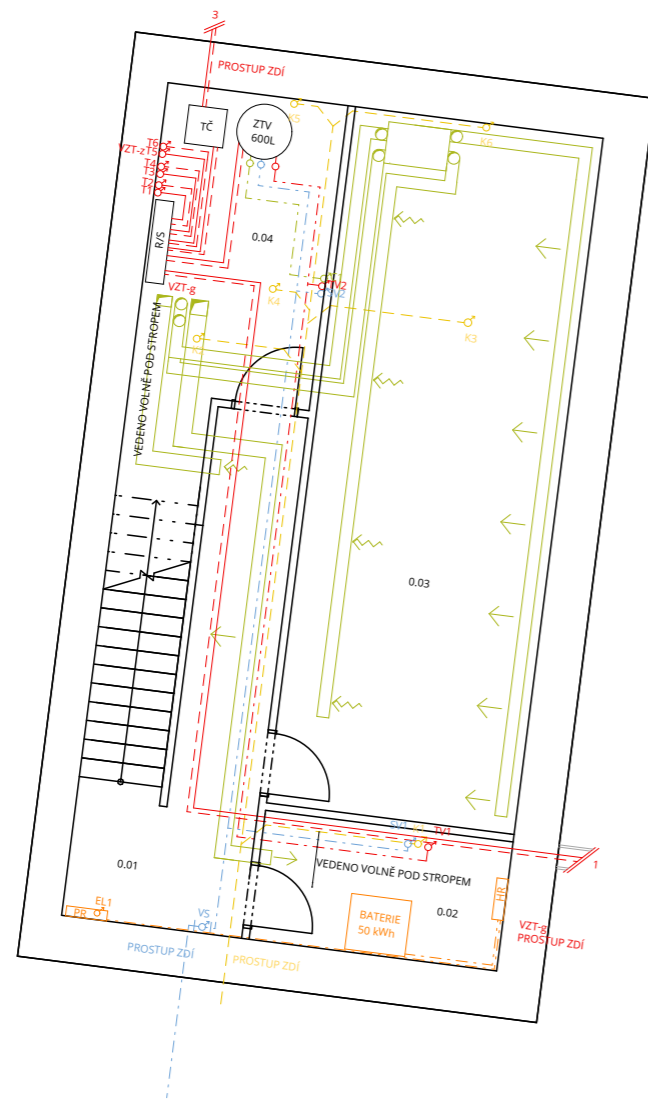 3
PROSTUP ZDÍ
TČ
ZTV
600L
K5
K6
T6
VZT-zT5
T4
T3
T2
T1
R/S
0.04
VZT-g
TV2
SV2
K4
K3
VEDENO VOLNĚ POD STROPEM
0.03
0.01
SV1
TV1
1
VEDENO VOLNĚ POD STROPEM
0.02
HR
EL1
PR
VS
BATERIE
50 kWh
VZT-g
PROSTUP ZDÍ
PROSTUP ZDÍ
PROSTUP ZDÍ